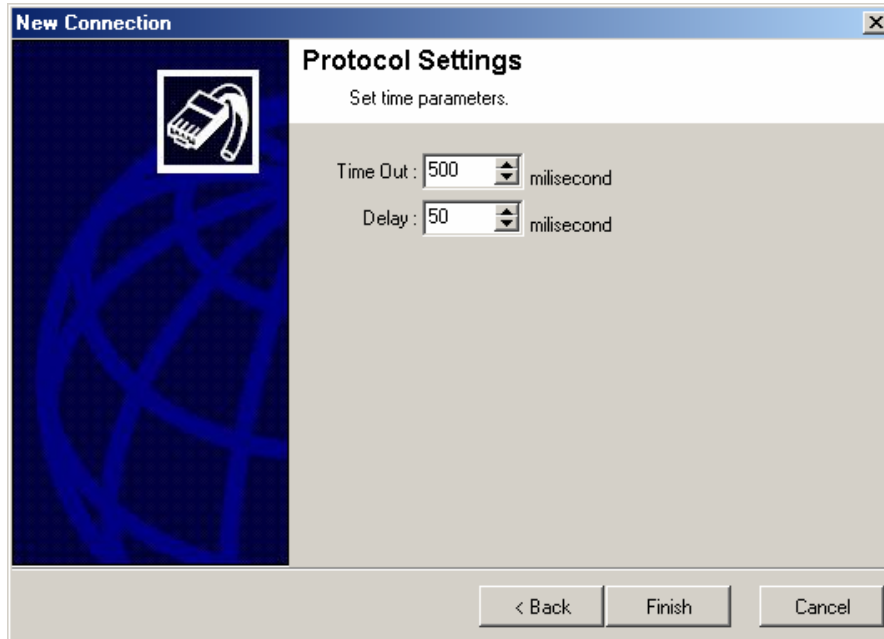 New Connection
Protocol Settings
Set time parameters.
Time Out : 500 milisecond
Delay : 50 milisecond
< Back Finish Cancel